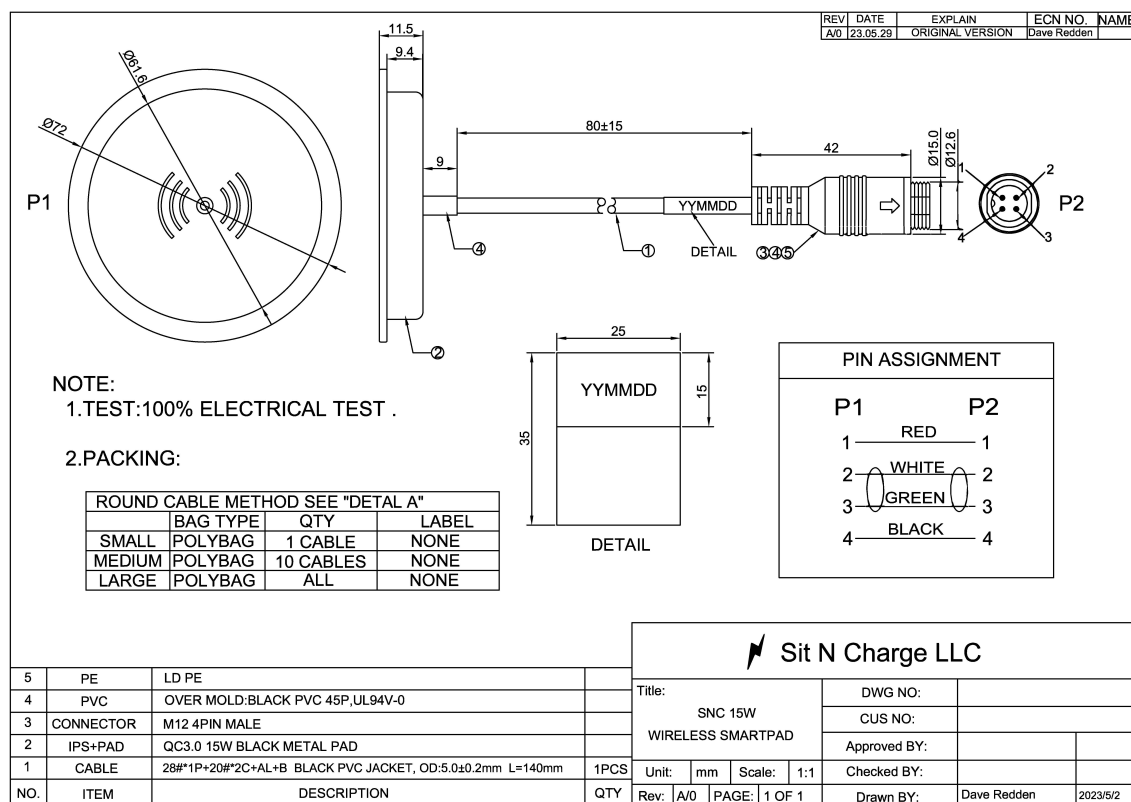 REV DATE EXPLAIN ECN NO. NAME
A/0 23.05.29 ORIGINAL VERSION Dave Redden
11.5
9.4
Ø61.6
Ø72
P1
9
80±15
42
Ø15.0
Ø12.6
1
2
4
3
P2
YYMMDD
DETAIL
④
①
③④⑤
②
NOTE:
1.TEST:100% ELECTRICAL TEST .
2.PACKING:
ROUND CABLE METHOD SEE "DETAL A"
BAG TYPE QTY LABEL
SMALL POLYBAG 1 CABLE NONE
MEDIUM POLYBAG 10 CABLES NONE
LARGE POLYBAG ALL NONE
25
YYMMDD
15
35
DETAIL
PIN ASSIGNMENT
P1 P2
1 RED 1
2 WHITE 2
3 GREEN 3
4 BLACK 4
5 PE LD PE
4 PVC OVER MOLD:BLACK PVC 45P,UL94V-0
3 CONNECTOR M12 4PIN MALE
2 IPS+PAD QC3.0 15W BLACK METAL PAD
1 CABLE 28#*1P+20#*2C+AL+B BLACK PVC JACKET, OD:5.0±0.2mm L=140mm 1PCS
NO. ITEM DESCRIPTION QTY
Sit N Charge LLC
Title:
SNC 15W
WIRELESS SMARTPAD
DWG NO:
CUS NO:
Approved BY:
Unit: mm Scale: 1:1 Checked BY:
Rev: A/0 PAGE: 1 OF 1 Drawn BY: Dave Redden 2023/5/2